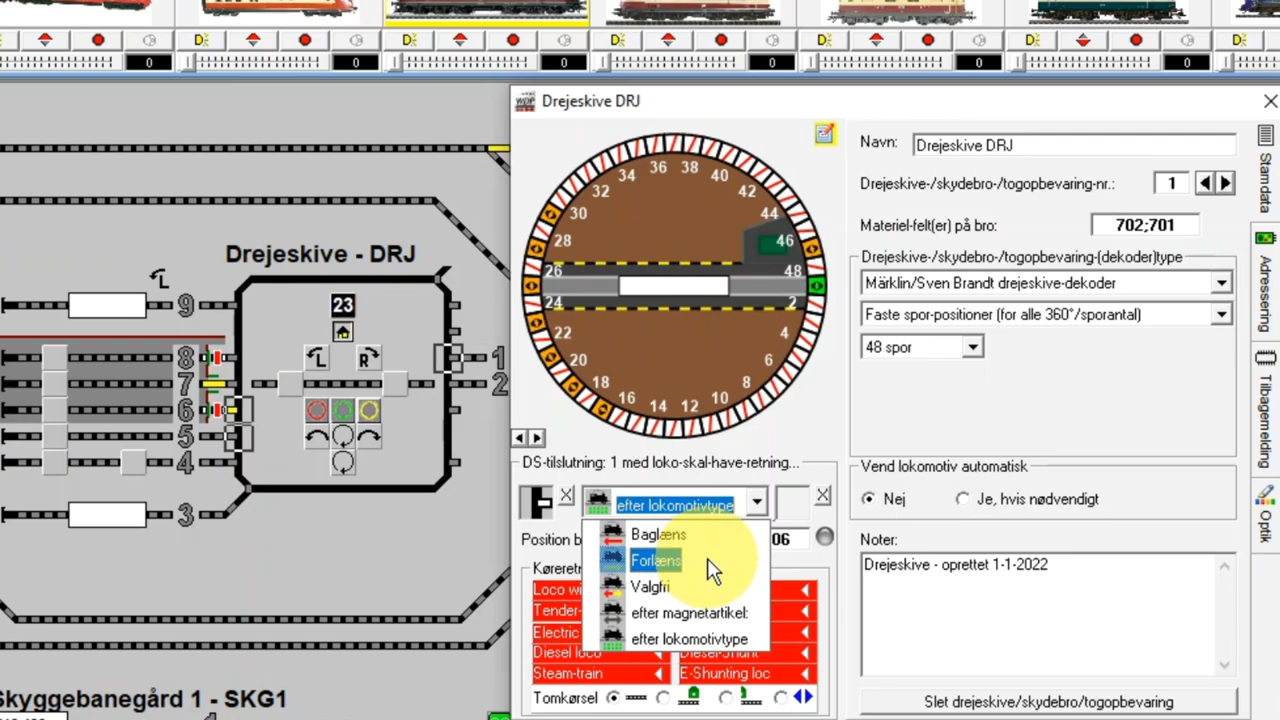 D:
D:
D:
D:
D:
D:
0
0
0
0
0
0
WDP
Drejeskive DRJ
Drejeskive - DRJ
L
9
23
8
L
R
1
7
2
6
5
4
3
Skyggebanegård 1 - SKG1
36
38
34
40
32
42
30
44
28
46
26
48
24
2
22
4
20
6
18
8
16
14
12
10
DS-tilslutning: 1 med loko-skal-have-retning...
efter lokomotivtype
Baglæns
Forlæns
Valgfri
efter magnetartikel:
efter lokomotivtype
Position b
06
Køreretn
Loco wi
Tender-
Electric
Diesel loco
Diesel-Shunt
Steam-train
E-Shunting loc
Tomkørsel
Navn:
Drejeskive DRJ
Drejeskive-/skydebro-/togopbevaring-nr.:
1
Materiel-felt(er) på bro:
702;701
Drejeskive-/skydebro-/togopbevaring-(dekoder)type
Märklin/Sven Brandt drejeskive-dekoder
Faste spor-positioner (for alle 360°/sporantal)
48 spor
Vend lokomotiv automatisk
Nej
Je, hvis nødvendigt
Noter:
Drejeskive - oprettet 1-1-2022
Slet drejeskive/skydebro/togopbevaring
Stamdata
Adressering
Tilbagemelding
Optik